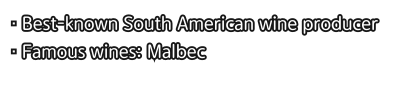 ▪ Best-known South American wine producer
▪ Famous wines: Malbec